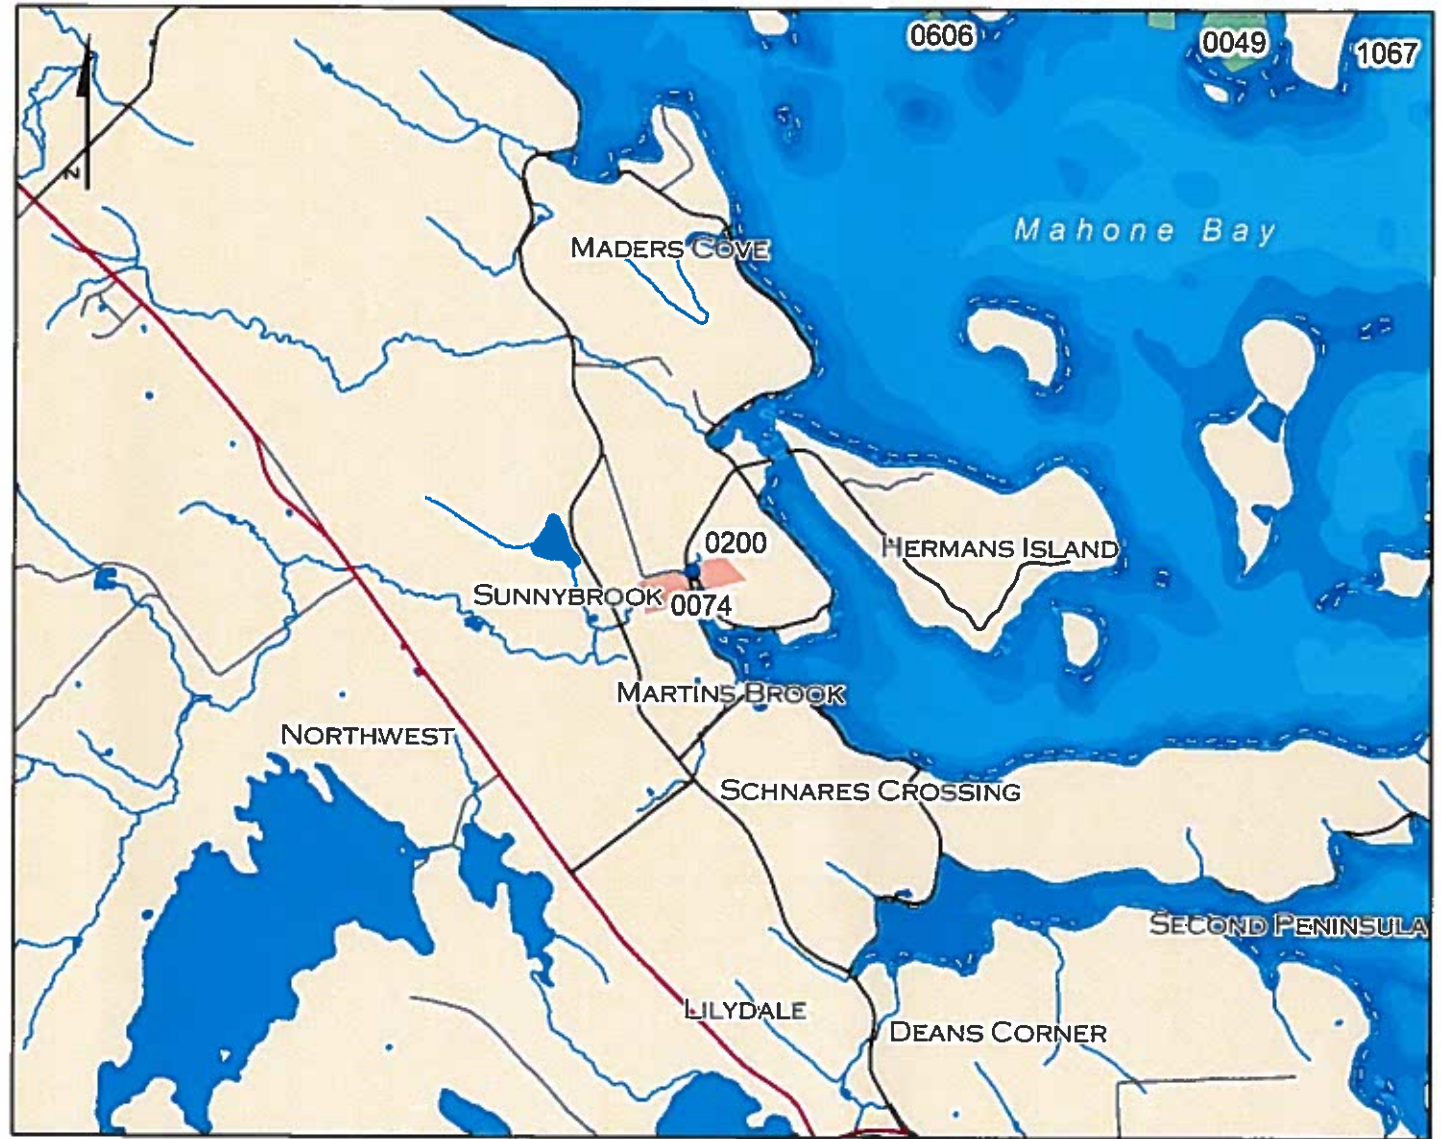 0606
0049
1067
N
Mahone Bay
MADERS COVE
0200
HERMANS ISLAND
SUNNYBROOK
0074
MARTINS BROOK
NORTHWEST
SCHNARES CROSSING
SECOND PENINSULA
LILYDALE
DEANS CORNER